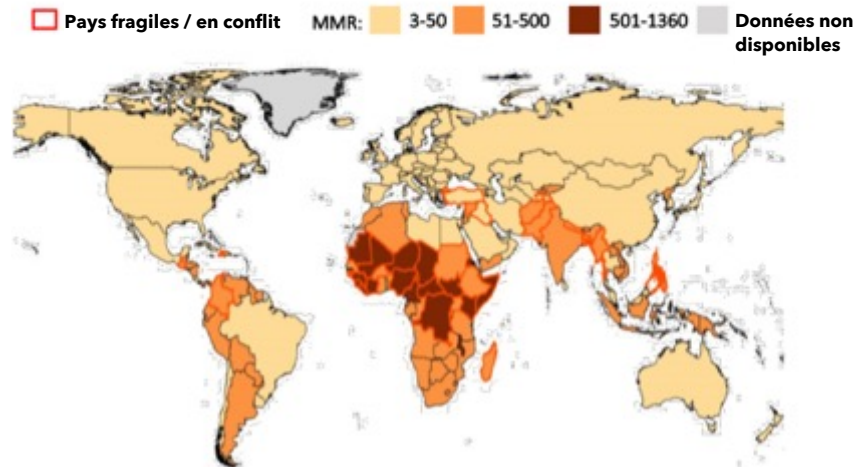 Pays fragiles / en conflit MMR: 3-50 51-500 501-1360 Données non
disponibles